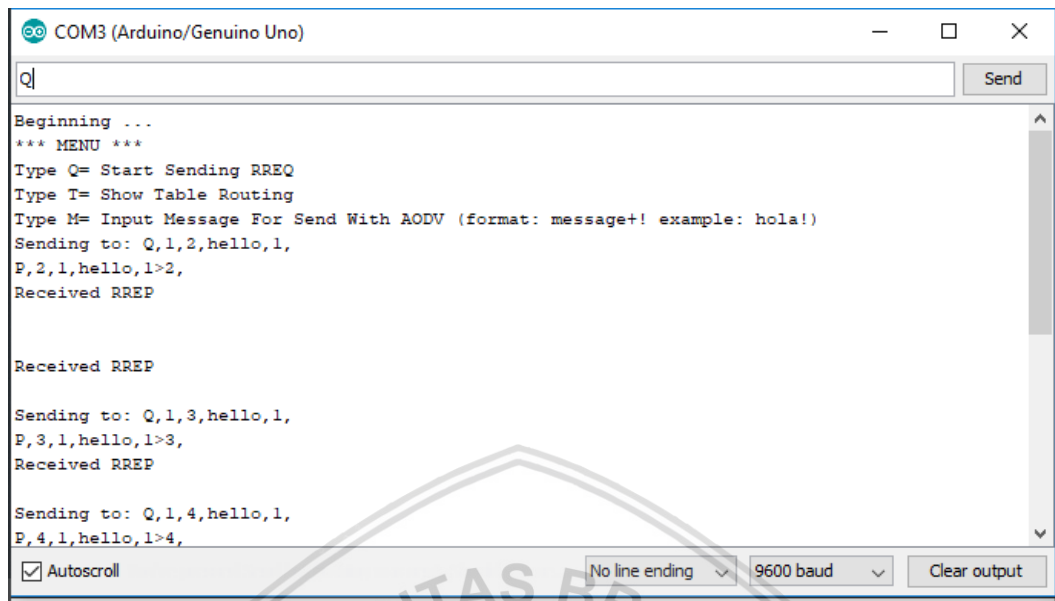 COM3 (Arduino/Genuino Uno)
Q
Send
Beginning ...
*** MENU ***
Type Q= Start Sending RREQ
Type T= Show Table Routing
Type M= Input Message For Send With AODV (format: message+! example: hola!)
Sending to: Q,1,2,hello,1,
P,2,1,hello,1>2,
Received RREP
Received RREP
Sending to: Q,1,3,hello,1,
P,3,1,hello,1>3,
Received RREP
Sending to: Q,1,4,hello,1,
P,4,1,hello,1>4,
Autoscroll
No line ending
9600 baud
Clear output